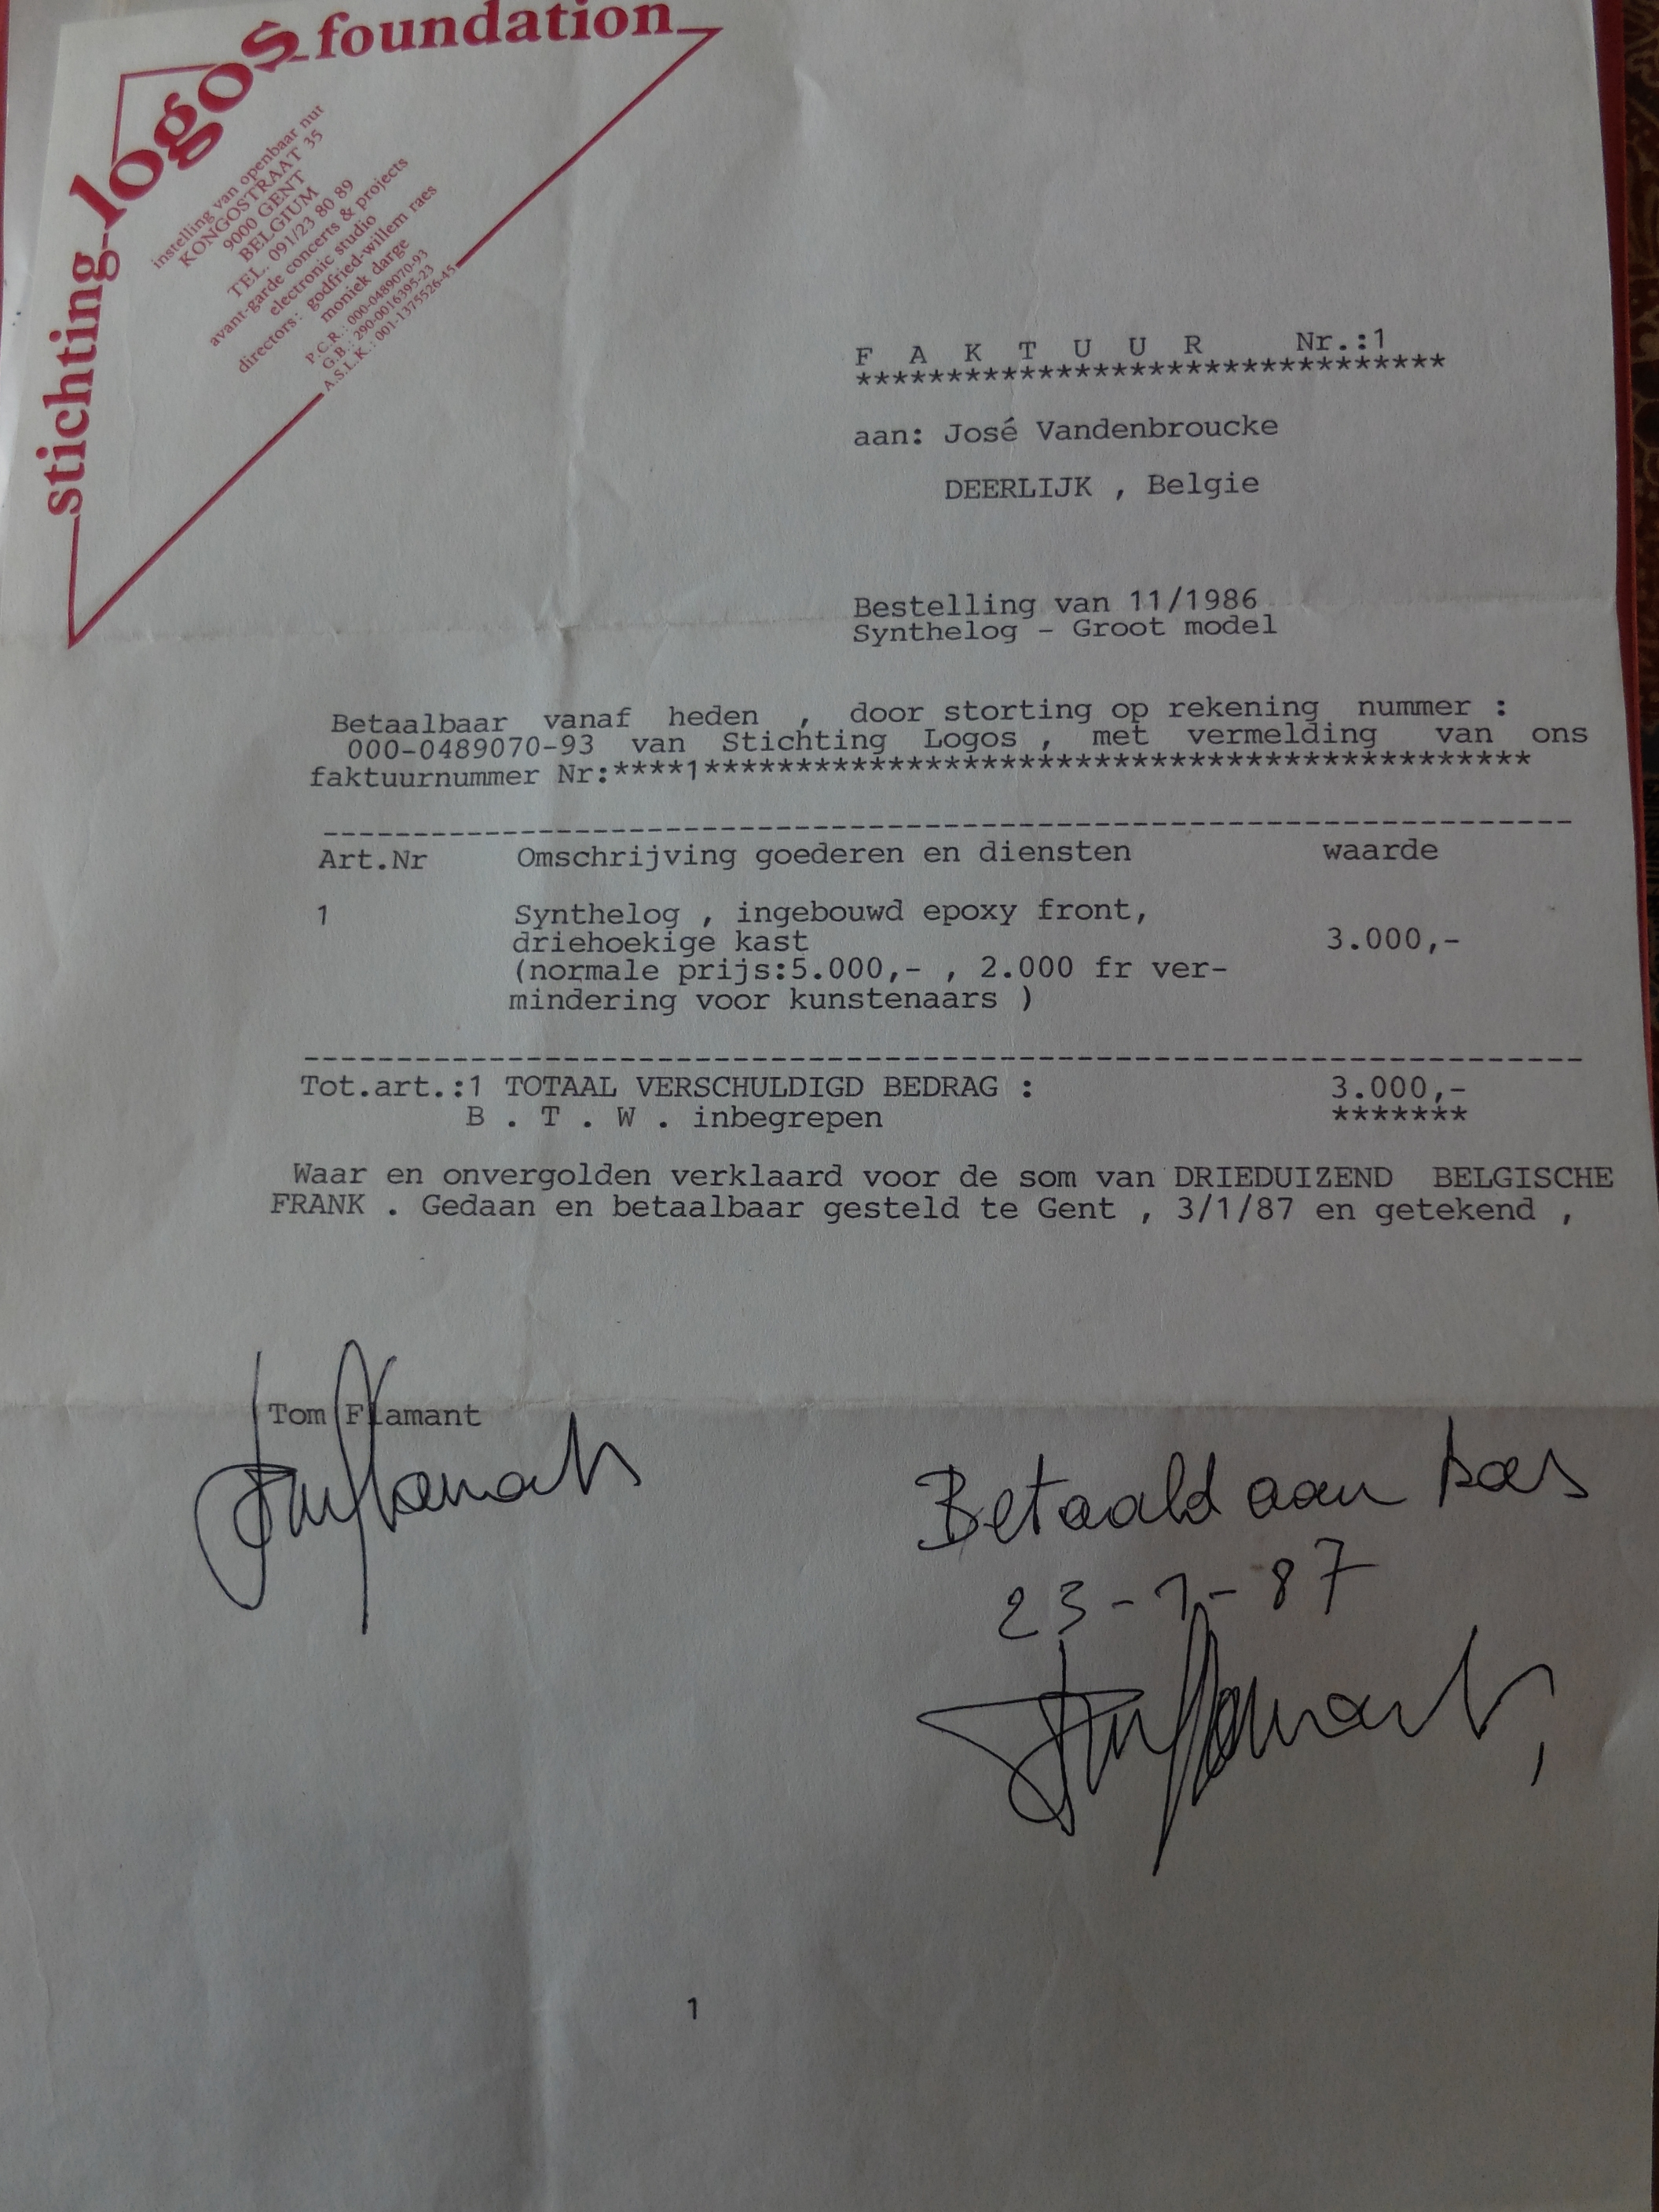 stichting logos foundation
instelling van openbaar nut
KONGOSTRAAT 35
9000 GENT
BELGIUM
TEL. 091/23 80 89
avant-garde concerts & projects
electronic studio
directors: godfried-willem raes
moniek darge
P.C.R.: 000-0489070-93
G.B.: 290-0016395-23
A.S.L.K.: 001-1375526-45
F A K T U U R Nr.:1
********************************
aan: José Vandenbroucke
DEERLIJK , Belgie
Bestelling van 11/1986
Synthelog - Groot model
Betaalbaar vanaf heden , door storting op rekening nummer :
000-0489070-93 van Stichting Logos , met vermelding van ons
faktuurnummer Nr:****1***********************************************
----------------------------------------------------------------------
Art.Nr Omschrijving goederen en diensten waarde
1 Synthelog , ingebouwd epoxy front,
driehoekige kast 3.000,-
(normale prijs:5.000,- , 2.000 fr ver-
mindering voor kunstenaars )
----------------------------------------------------------------------
Tot.art.:1 TOTAAL VERSCHULDIGD BEDRAG : 3.000,-
B . T . W . inbegrepen *******
Waar en onvergolden verklaard voor de som van DRIEDUIZEND BELGISCHE
FRANK . Gedaan en betaalbaar gesteld te Gent , 3/1/87 en getekend ,
Tom Flamant
Betaald aan kas
23-1-87
1